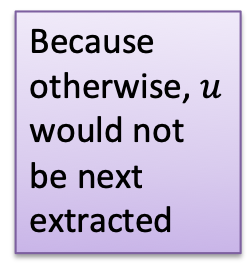 Because
otherwise, 𝑢
would not
be next
extracted